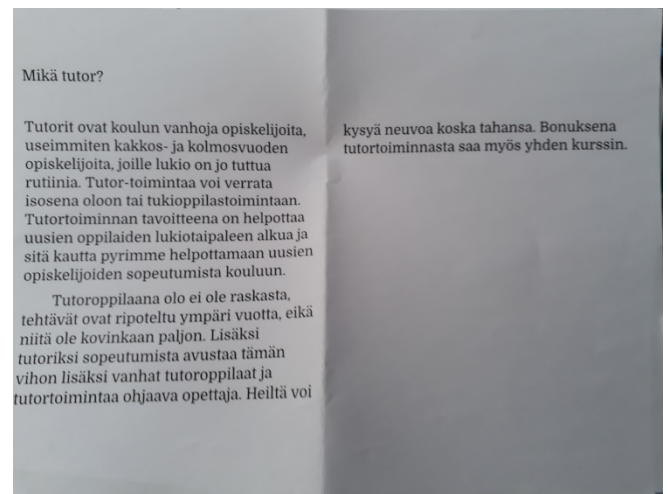 Mikä tutor?
Tutorit ovat koulun vanhoja opiskelijoita,
useimmiten kakkos- ja kolmosvuoden
opiskelijoita, joille lukio on jo tuttua
rutiinia. Tutor-toimintaa voi verrata
isosena oloon tai tukioppilastoimintaan.
Tutortoiminnan tavoitteena on helpottaa
uusien oppilaiden lukiotaipaleen alkua ja
sitä kautta pyrimme helpottamaan uusien
opiskelijoiden sopeutumista kouluun.
Tutoroppilaana olo ei ole raskasta,
tehtävät ovat ripoteltu ympäri vuotta, eikä
niitä ole kovinkaan paljon. Lisäksi
tutoriksi sopeutumista avustaa tämän
vihon lisäksi vanhat tutoroppilaat ja
tutortoimintaa ohjaava opettaja. Heiltä voi
kysyä neuvoa koska tahansa. Bonuksena
tutortoiminnasta saa myös yhden kurssin.